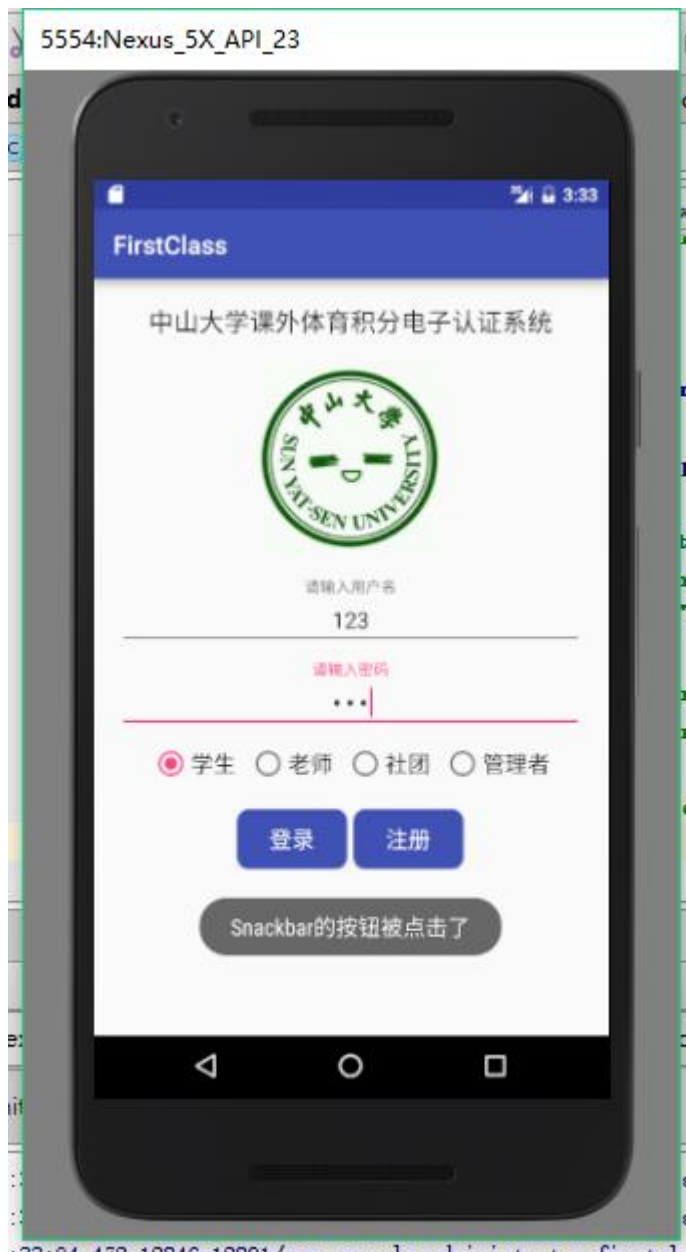 5554:Nexus_5X_API_23
3:33
FirstClass
中山大学课外体育积分电子认证系统
中山大學
SUN YAT-SEN UNIVERSITY
请输入用户名
123
请输入密码
学生 老师 社团 管理者
登录 注册
Snackbar的按钮被点击了